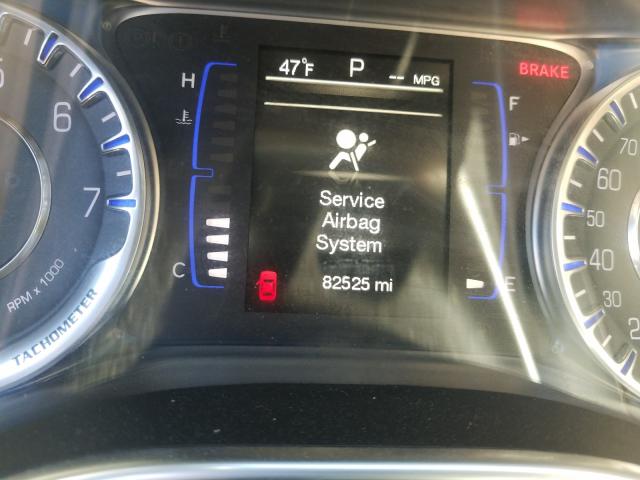 47°F P -- MPG
BRAKE
H
F
6
7
Service
Airbag
System
82525 mi
C
E
RPM x 1000
TACHOMETER
70
60
50
40
30